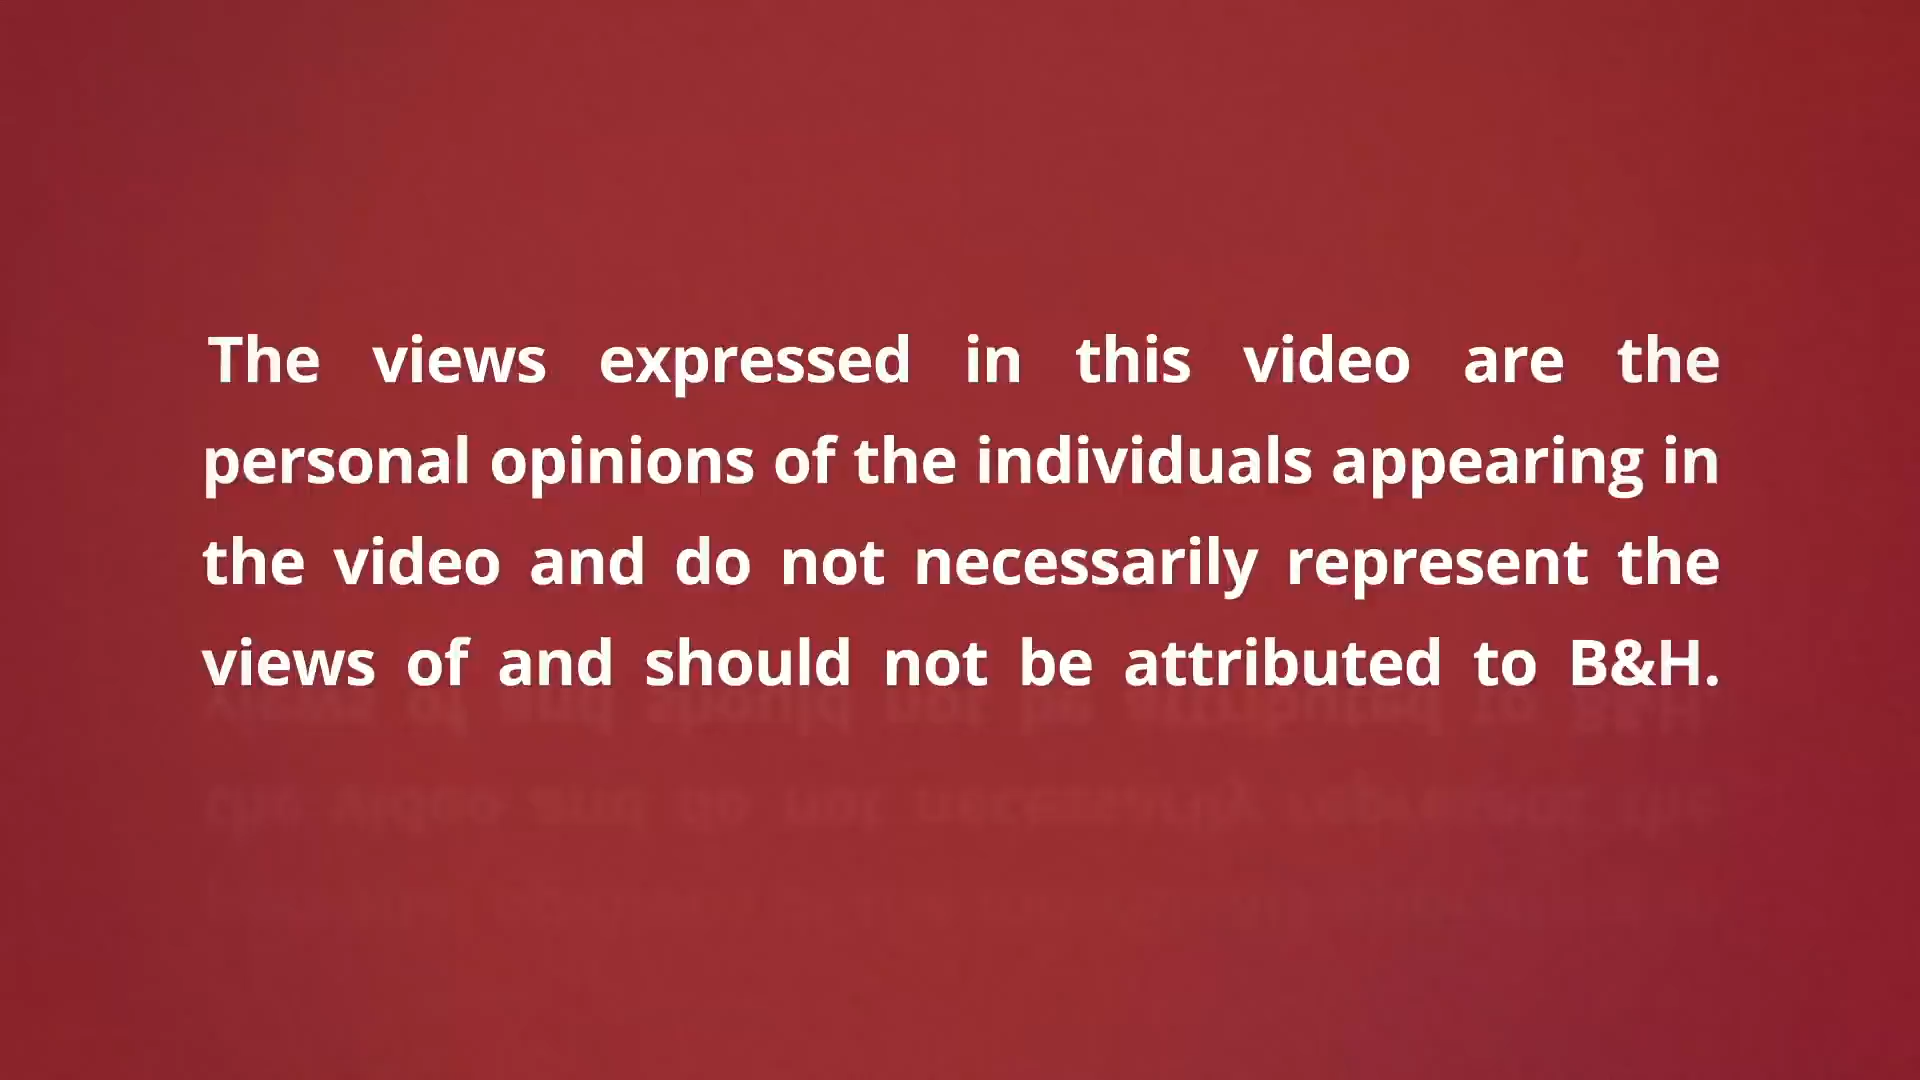 The views expressed in this video are the
personal opinions of the individuals appearing in
the video and do not necessarily represent the
views of and should not be attributed to B&H.